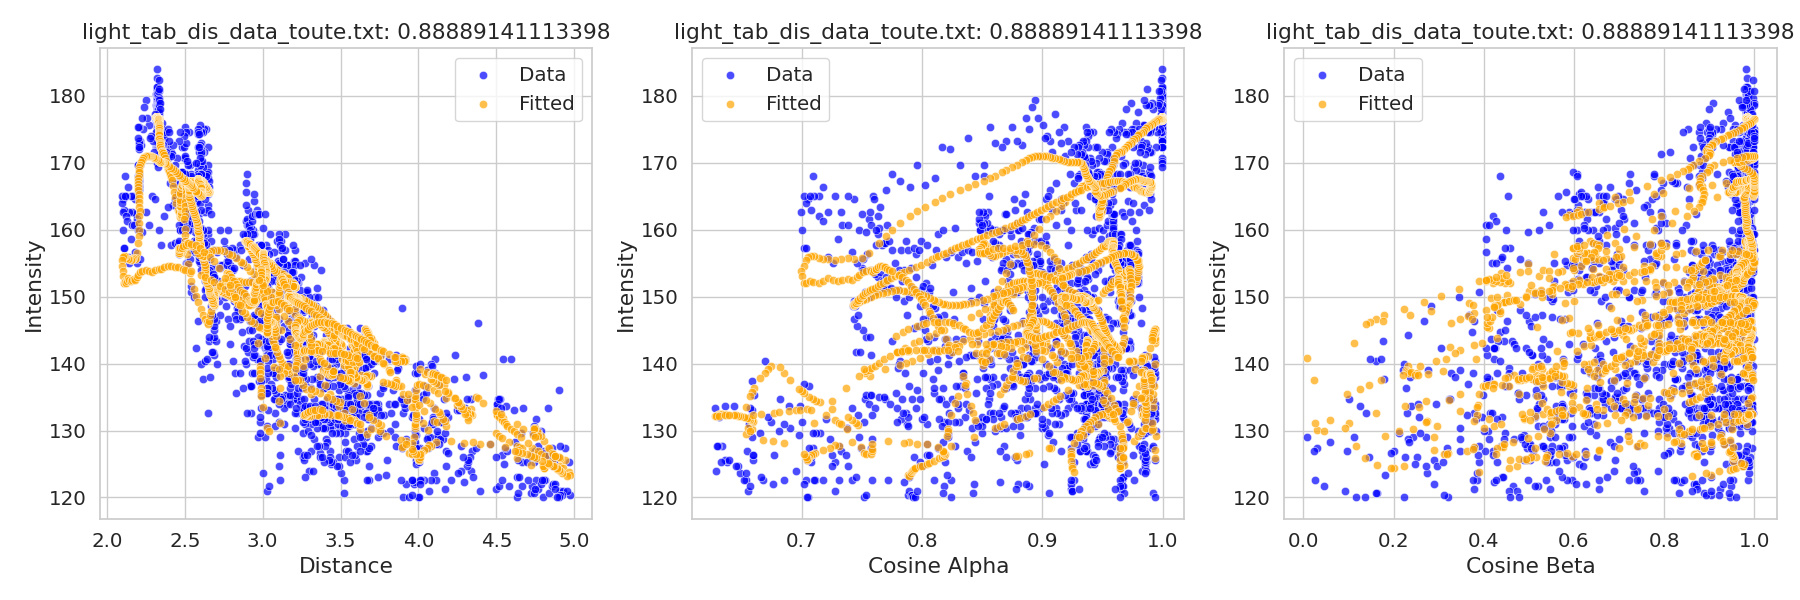 light_tab_dis_data_toute.txt: 0.88889141113398
Data
Fitted
180
170
160
150
140
130
120
Intensity
2.0 2.5 3.0 3.5 4.0 4.5 5.0
Distance
light_tab_dis_data_toute.txt: 0.88889141113398
Data
Fitted
180
170
160
150
140
130
120
Intensity
0.7 0.8 0.9 1.0
Cosine Alpha
light_tab_dis_data_toute.txt: 0.88889141113398
Data
Fitted
180
170
160
150
140
130
120
Intensity
0.0 0.2 0.4 0.6 0.8 1.0
Cosine Beta